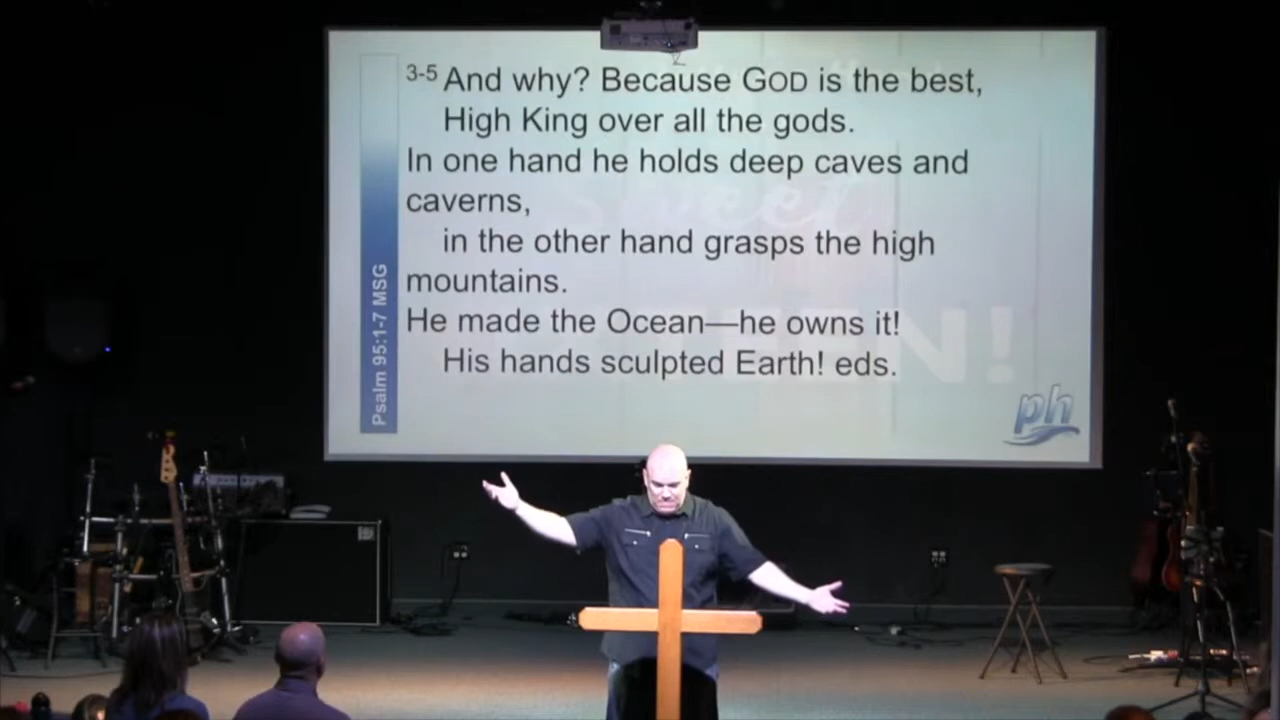 3-5 And why? Because GOD is the best,
High King over all the gods.
In one hand he holds deep caves and
caverns,
in the other hand grasps the high
mountains.
He made the Ocean—he owns it!
His hands sculpted Earth! eds.
Psalm 95:1-7 MSG
ph